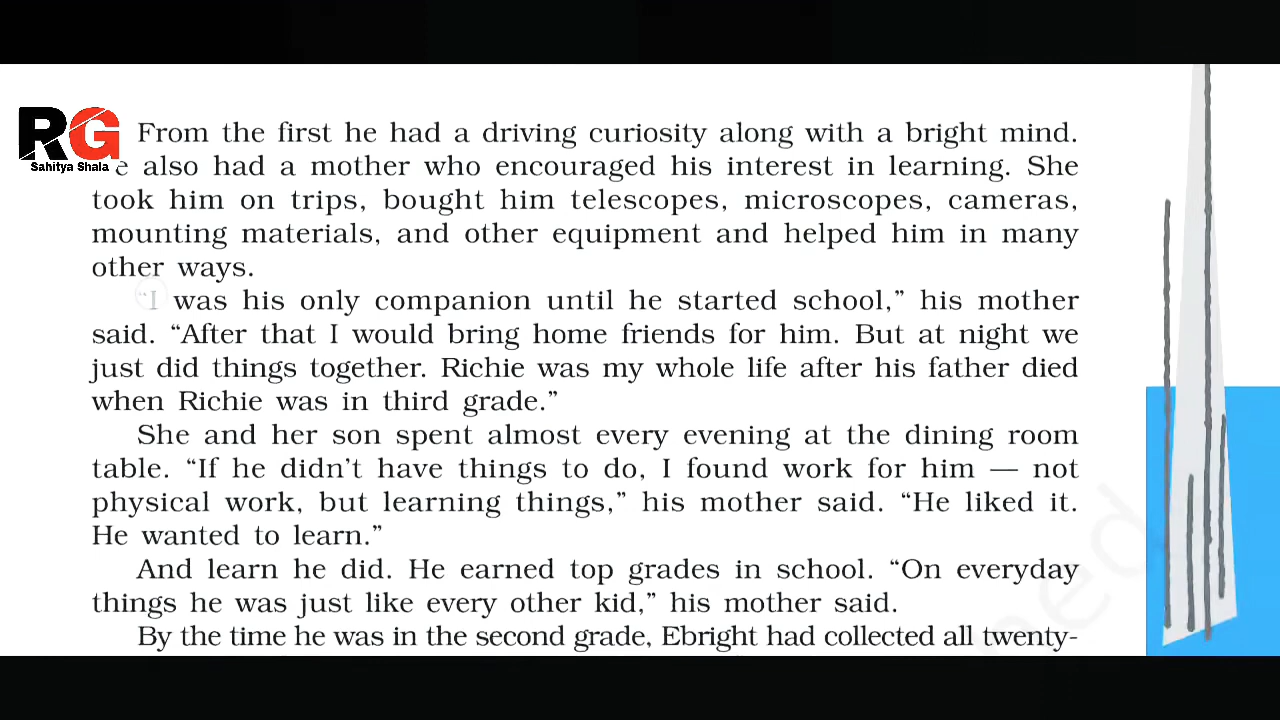 RG
Sahitya Shala
From the first he had a driving curiosity along with a bright mind.
e also had a mother who encouraged his interest in learning. She
took him on trips, bought him telescopes, microscopes, cameras,
mounting materials, and other equipment and helped him in many
other ways.
“I was his only companion until he started school,” his mother
said. “After that I would bring home friends for him. But at night we
just did things together. Richie was my whole life after his father died
when Richie was in third grade.”
She and her son spent almost every evening at the dining room
table. “If he didn’t have things to do, I found work for him — not
physical work, but learning things,” his mother said. “He liked it.
He wanted to learn.”
And learn he did. He earned top grades in school. “On everyday
things he was just like every other kid,” his mother said.
By the time he was in the second grade, Ebright had collected all twenty-